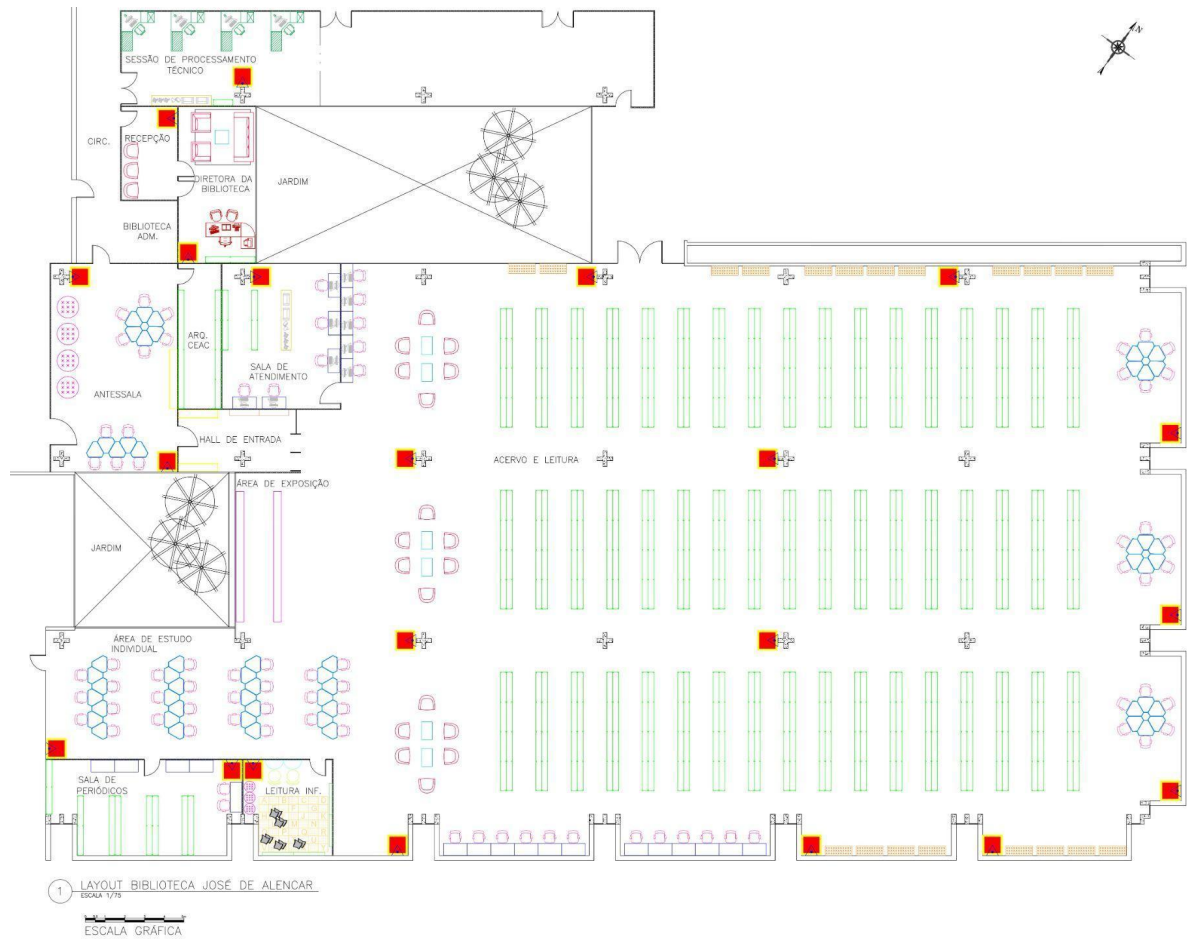 N
SESSÃO DE PROCESSAMENTO
TÉCNICO
CIRC.
RECEPÇÃO
DIRETORA DA
BIBLIOTECA
JARDIM
BIBLIOTECA
ADM.
ARQ.
CEAC
SALA DE
ATENDIMENTO
ANTESSALA
HALL DE ENTRADA
ACERVO E LEITURA
ÁREA DE EXPOSIÇÃO
JARDIM
ÁREA DE ESTUDO
INDIVIDUAL
SALA DE
PERIÓDICOS
LEITURA INF.
1 LAYOUT BIBLIOTECA JOSÉ DE ALENCAR
ESCALA 1/75
ESCALA GRÁFICA